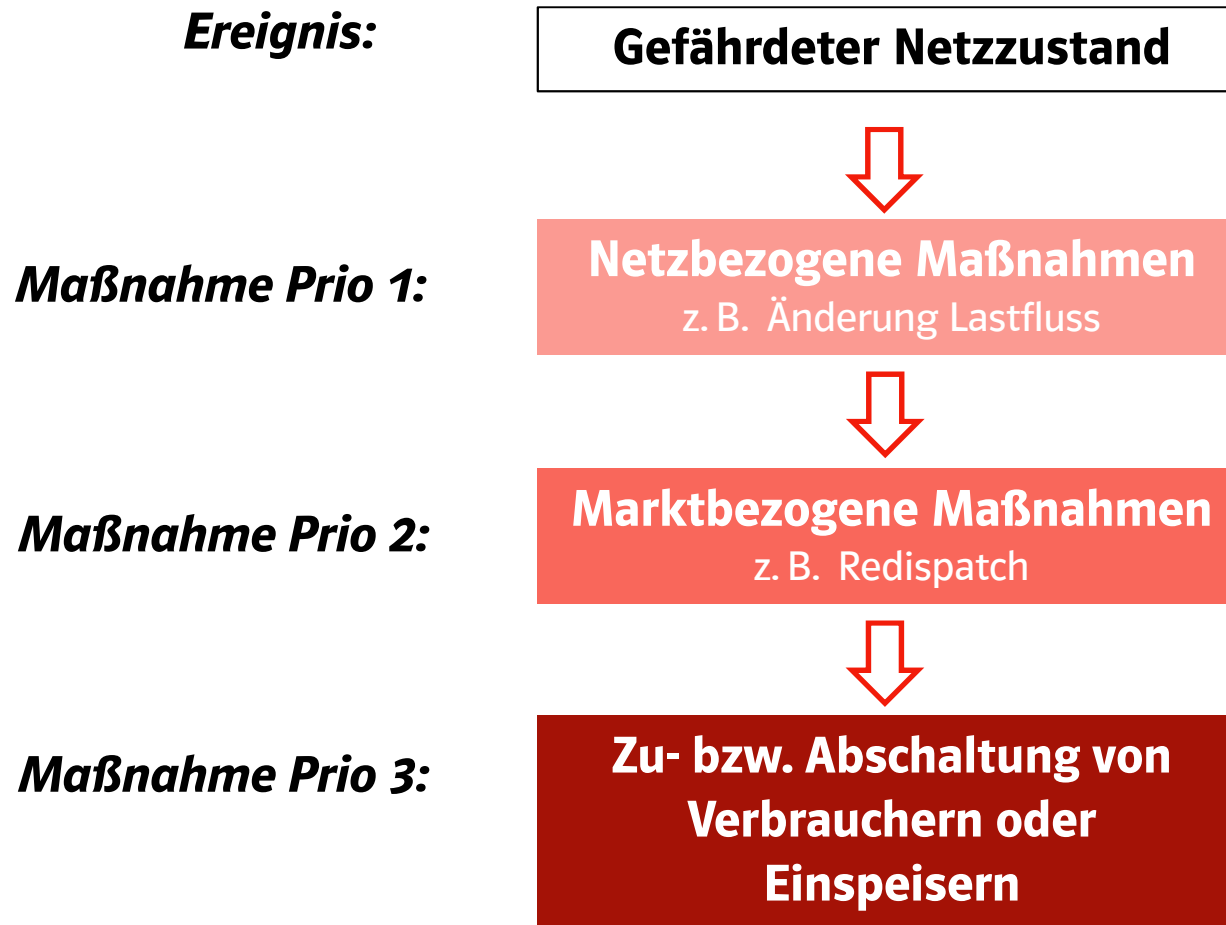 Ereignis:
Gefährdeter Netzzustand
Maßnahme Prio 1:
Netzbezogene Maßnahmen
z. B. Änderung Lastfluss
Maßnahme Prio 2:
Marktbezogene Maßnahmen
z. B. Redispatch
Maßnahme Prio 3:
Zu- bzw. Abschaltung von
Verbrauchern oder
Einspeisern